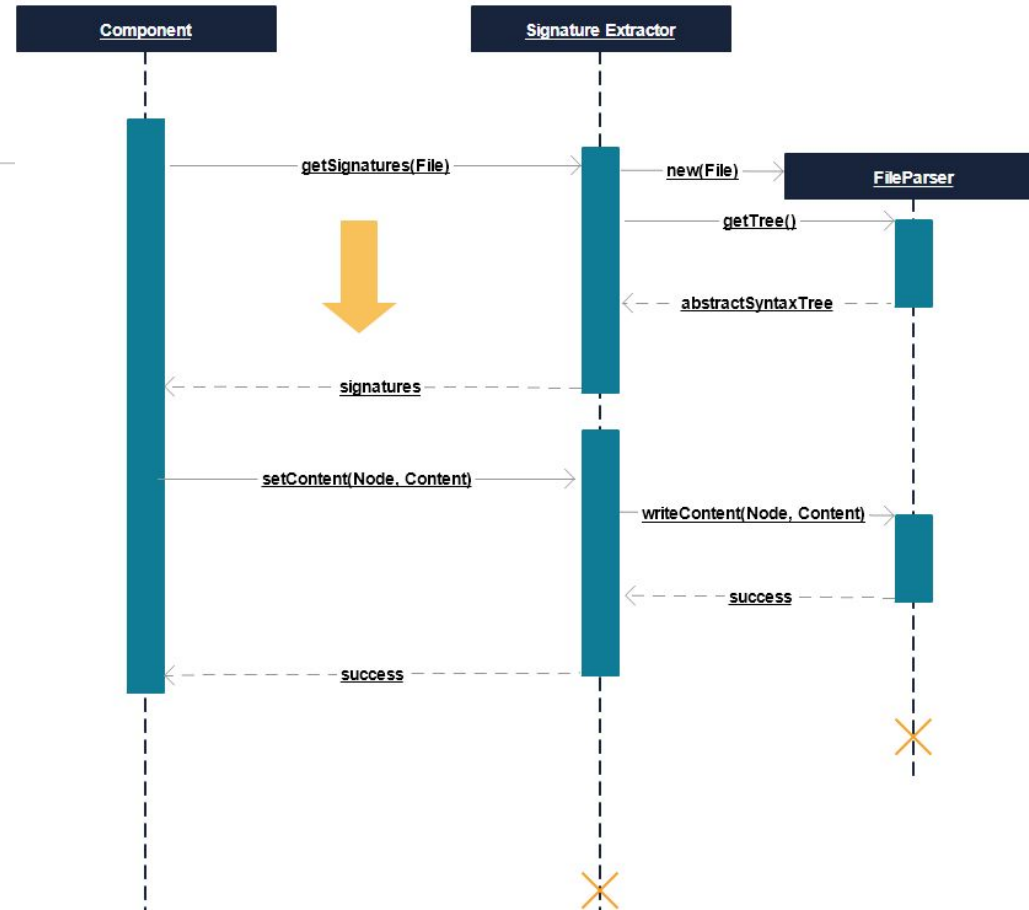 Component
Signature Extractor
getSignatures(File)
new(File)
FileParser
getTree()
abstractSyntaxTree
signatures
setContent(Node, Content)
writeContent(Node, Content)
success
success